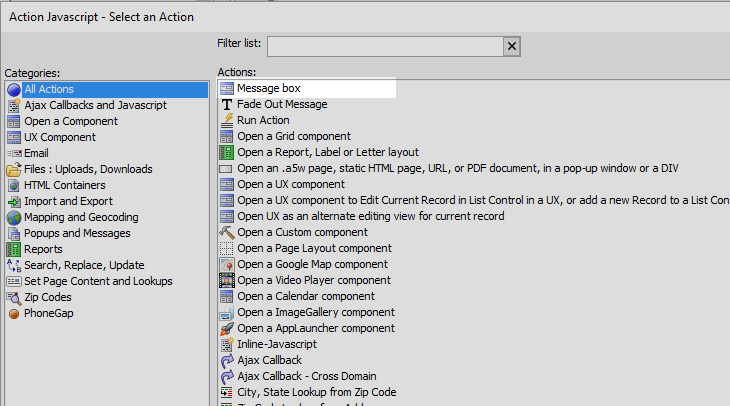 Action Javascript - Select an Action
Filter list:
Categories:
All Actions
Ajax Callbacks and Javascript
Open a Component
UX Component
Email
Files : Uploads, Downloads
HTML Containers
Import and Export
Mapping and Geocoding
Popups and Messages
Reports
Search, Replace, Update
Set Page Content and Lookups
Zip Codes
PhoneGap
Actions:
Message box
Fade Out Message
Run Action
Open a Grid component
Open a Report, Label or Letter layout
Open an .a5w page, static HTML page, URL, or PDF document, in a pop-up window or a DIV
Open a UX component
Open a UX component to Edit Current Record in List Control in a UX, or add a new Record to a List Con
Open UX as an alternate editing view for current record
Open a Custom component
Open a Page Layout component
Open a Google Map component
Open a Video Player component
Open a Calendar component
Open a ImageGallery component
Open a AppLauncher component
Inline-Javascript
Ajax Callback
Ajax Callback - Cross Domain
City, State Lookup from Zip Code